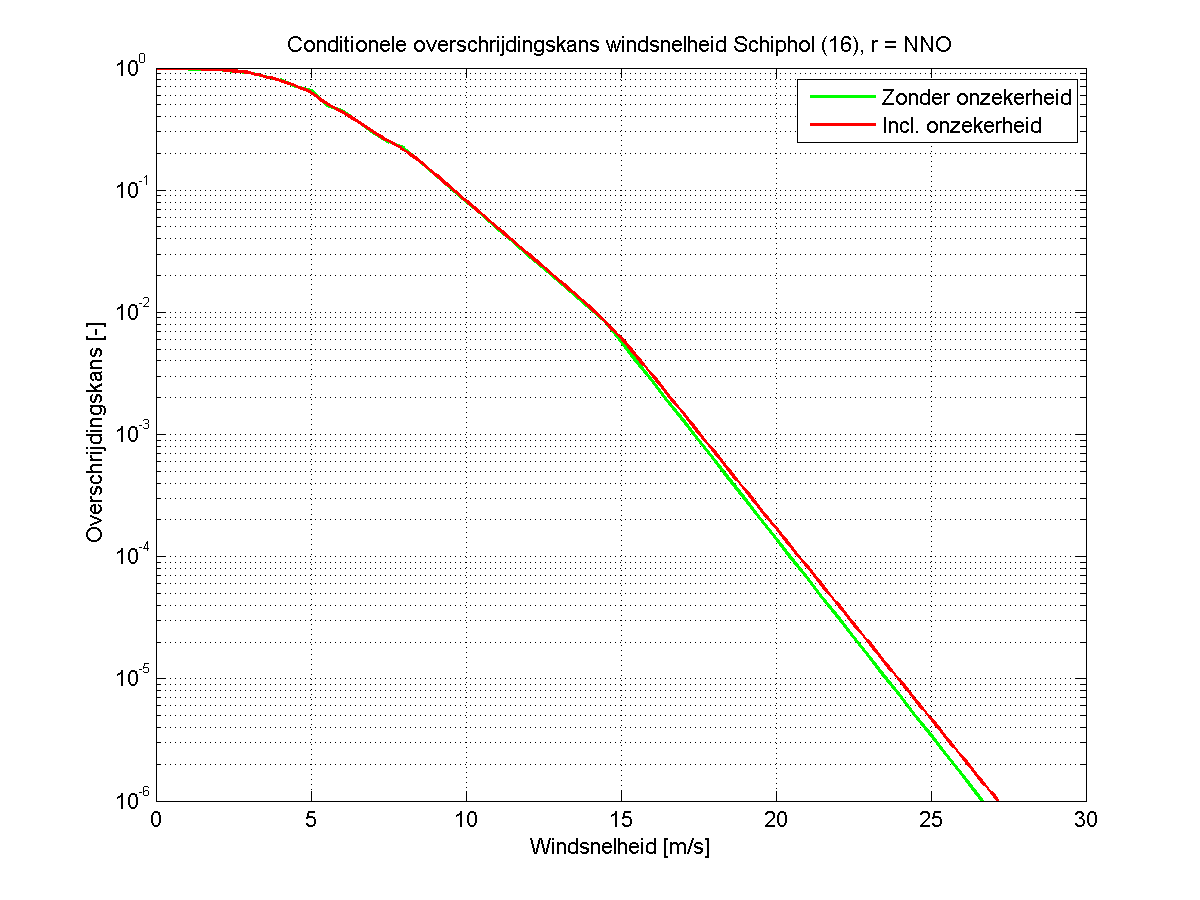 Conditionele overschrijdingskans windsnelheid Schiphol (16), r = NNO
Zonder onzekerheid
Incl. onzekerheid
Overschrijdingskans [-]
10^0
10^-1
10^-2
10^-3
10^-4
10^-5
10^-6
0 5 10 15 20 25 30
Windsnelheid [m/s]